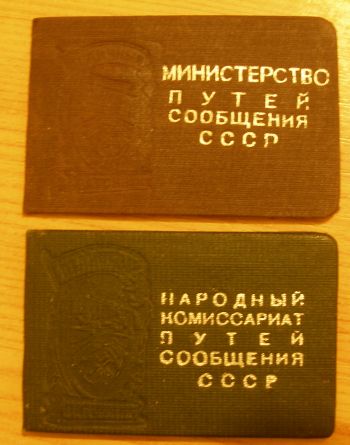 МИНИСТЕРСТВО
ПУТЕЙ
СООБЩЕНИЯ
СССР
НАРОДНЫЙ
КОМИССАРИАТ
ПУТЕЙ
СООБЩЕНИЯ
СССР